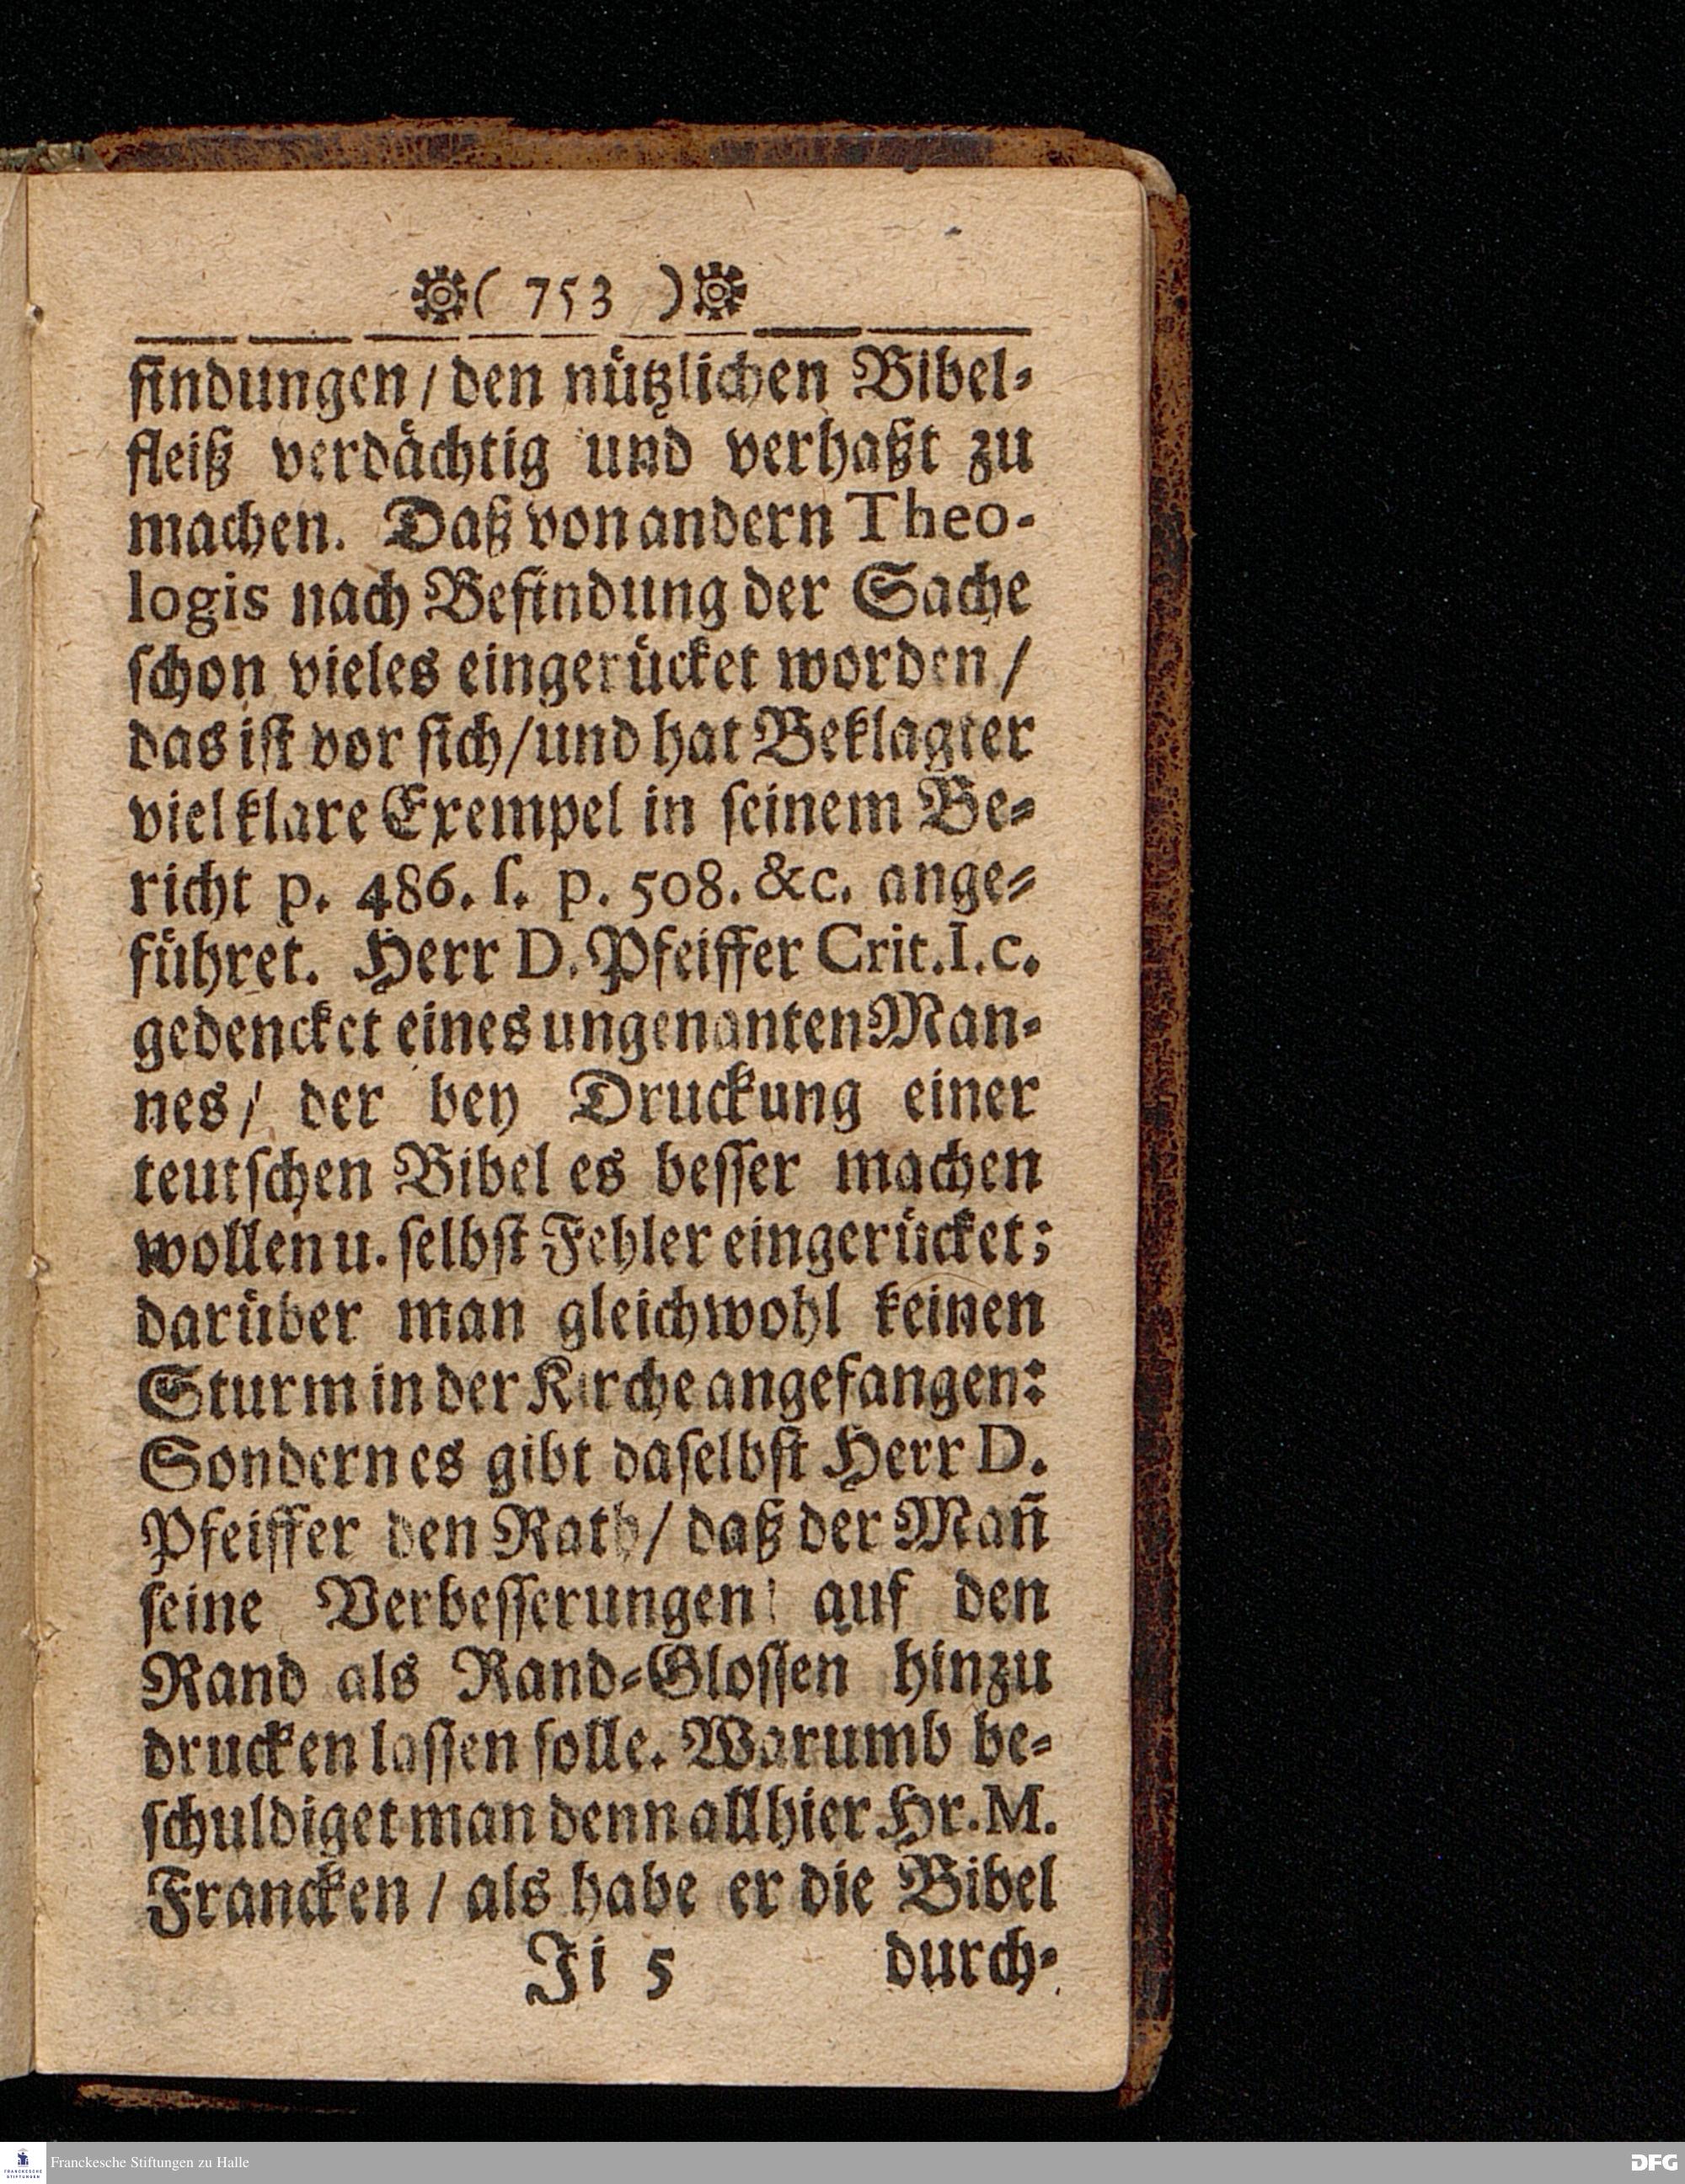 ( 753 )
findungen / den nützlichen Bibel-
fleiß verdächtig und verhaßt zu
machen. Daß von andern Theo-
logis nach Befindung der Sache
schon vieles eingerücket worden /
das ist vor sich / und hat Beklagter
viel klare Exempel in seinem Be-
richt p. 486. s. p. 508. &c. ange-
führet. Herr D. Pfeiffer Crit. I. c.
gedencket eines ungenanten Man-
nes / der bey Druckung einer
teutschen Bibel es besser machen
wollen u. selbst Fehler eingerücket;
darüber man gleichwohl keinen
Sturm in der Kirche angefangen:
Sondern es gibt daselbst Herr D.
Pfeiffer den Rath / daß der Man̄
seine Verbesserungen auf den
Rand als Rand-Glossen hinzu
drucken lassen solle. Warumb be-
schuldiget man denn allhier Hr. M.
Francken / als habe er die Bibel
Ji 5 durch-
FRANCKESCHE STIFTUNGEN
Franckesche Stiftungen zu Halle
DFG